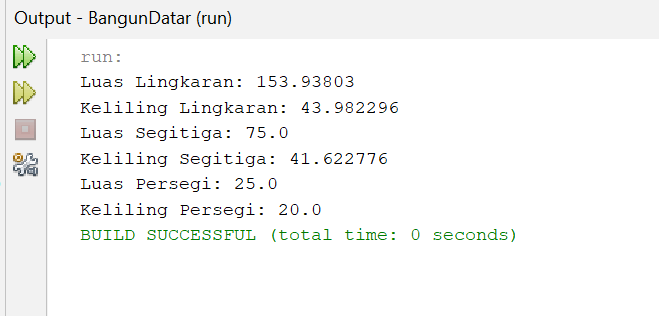 Output - BangunDatar (run)
run:
Luas Lingkaran: 153.93803
Keliling Lingkaran: 43.982296
Luas Segitiga: 75.0
Keliling Segitiga: 41.622776
Luas Persegi: 25.0
Keliling Persegi: 20.0
BUILD SUCCESSFUL (total time: 0 seconds)